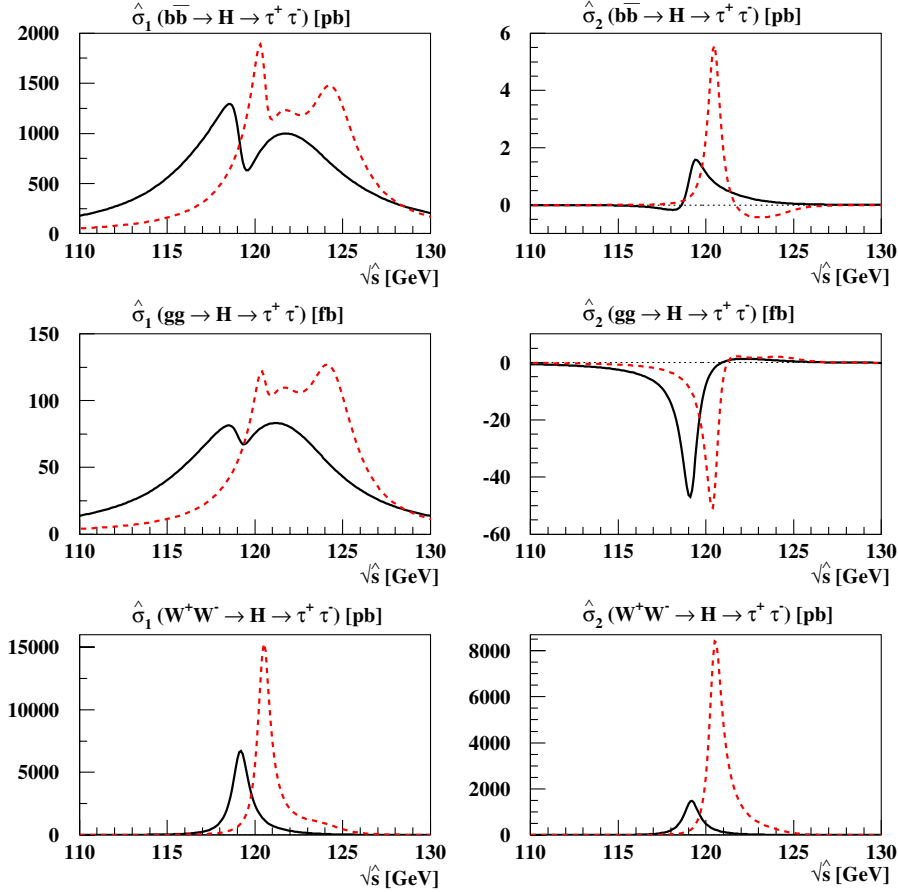 σ̂₁ (bb̅ → H → τ⁺ τ⁻) [pb]
2000
1500
1000
500
0
110 115 120 125 130
√ŝ [GeV]
σ̂₂ (bb̅ → H → τ⁺ τ⁻) [pb]
6
4
2
0
110 115 120 125 130
√ŝ [GeV]
σ̂₁ (gg → H → τ⁺ τ⁻) [fb]
150
100
50
0
110 115 120 125 130
√ŝ [GeV]
σ̂₂ (gg → H → τ⁺ τ⁻) [fb]
0
-20
-40
-60
110 115 120 125 130
√ŝ [GeV]
σ̂₁ (W⁺W⁻ → H → τ⁺ τ⁻) [pb]
15000
10000
5000
0
110 115 120 125 130
√ŝ [GeV]
σ̂₂ (W⁺W⁻ → H → τ⁺ τ⁻) [pb]
8000
6000
4000
2000
0
110 115 120 125 130
√ŝ [GeV]